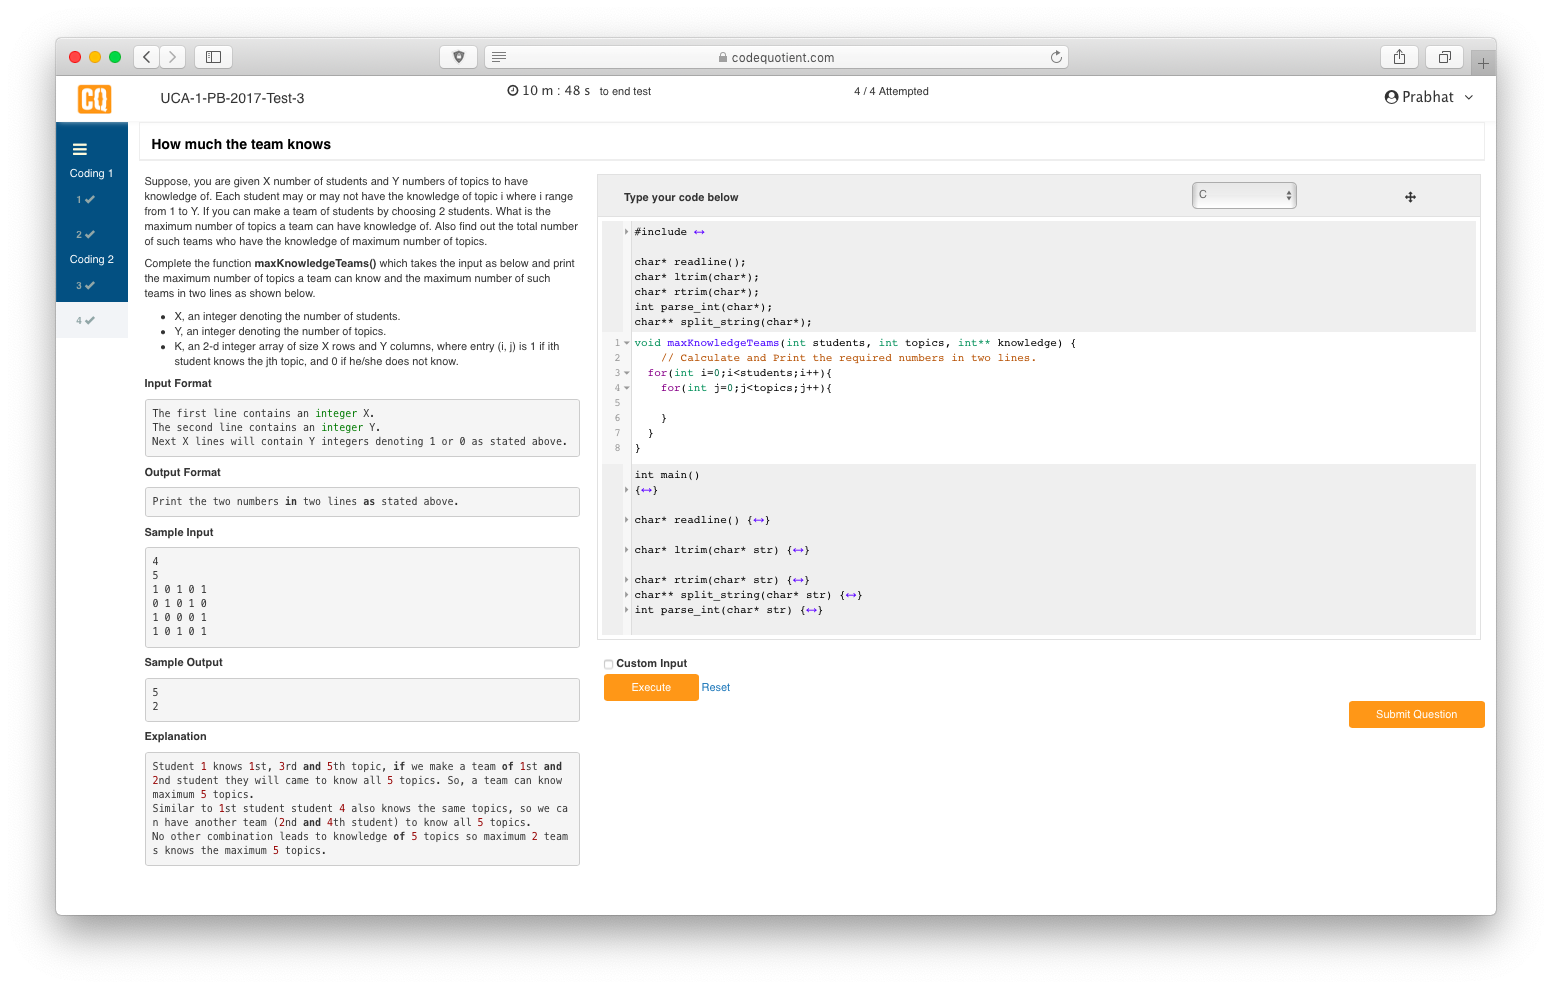 codequotient.com
CQ
UCA-1-PB-2017-Test-3
10 m : 48 s to end test
4 / 4 Attempted
Prabhat
Coding 1
1
2
Coding 2
3
4
How much the team knows
Suppose, you are given X number of students and Y numbers of topics to have
knowledge of. Each student may or may not have the knowledge of topic i where i range
from 1 to Y. If you can make a team of students by choosing 2 students. What is the
maximum number of topics a team can have knowledge of. Also find out the total number
of such teams who have the knowledge of maximum number of topics.
Complete the function maxKnowledgeTeams() which takes the input as below and print
the maximum number of topics a team can know and the maximum number of such
teams in two lines as shown below.
• X, an integer denoting the number of students.
• Y, an integer denoting the number of topics.
• K, an 2-d integer array of size X rows and Y columns, where entry (i, j) is 1 if ith
student knows the jth topic, and 0 if he/she does not know.
Input Format
The first line contains an integer X.
The second line contains an integer Y.
Next X lines will contain Y integers denoting 1 or 0 as stated above.
Output Format
Print the two numbers in two lines as stated above.
Sample Input
4
5
1 0 1 0 1
0 1 0 1 0
1 0 0 0 1
1 0 1 0 1
Sample Output
5
2
Explanation
Student 1 knows 1st, 3rd and 5th topic, if we make a team of 1st and
2nd student they will came to know all 5 topics. So, a team can know
maximum 5 topics.
Similar to 1st student student 4 also knows the same topics, so we ca
n have another team (2nd and 4th student) to know all 5 topics.
No other combination leads to knowledge of 5 topics so maximum 2 team
s knows the maximum 5 topics.
Type your code below
C
#include ↔
char* readline();
char* ltrim(char*);
char* rtrim(char*);
int parse_int(char*);
char** split_string(char*);
1 void maxKnowledgeTeams(int students, int topics, int** knowledge) {
2 // Calculate and Print the required numbers in two lines.
3 for(int i=0;i<students;i++){
4 for(int j=0;j<topics;j++){
5
6 }
7 }
8 }
int main()
{↔}
char* readline() {↔}
char* ltrim(char* str) {↔}
char* rtrim(char* str) {↔}
char** split_string(char* str) {↔}
int parse_int(char* str) {↔}
Custom Input
Execute Reset
Submit Question